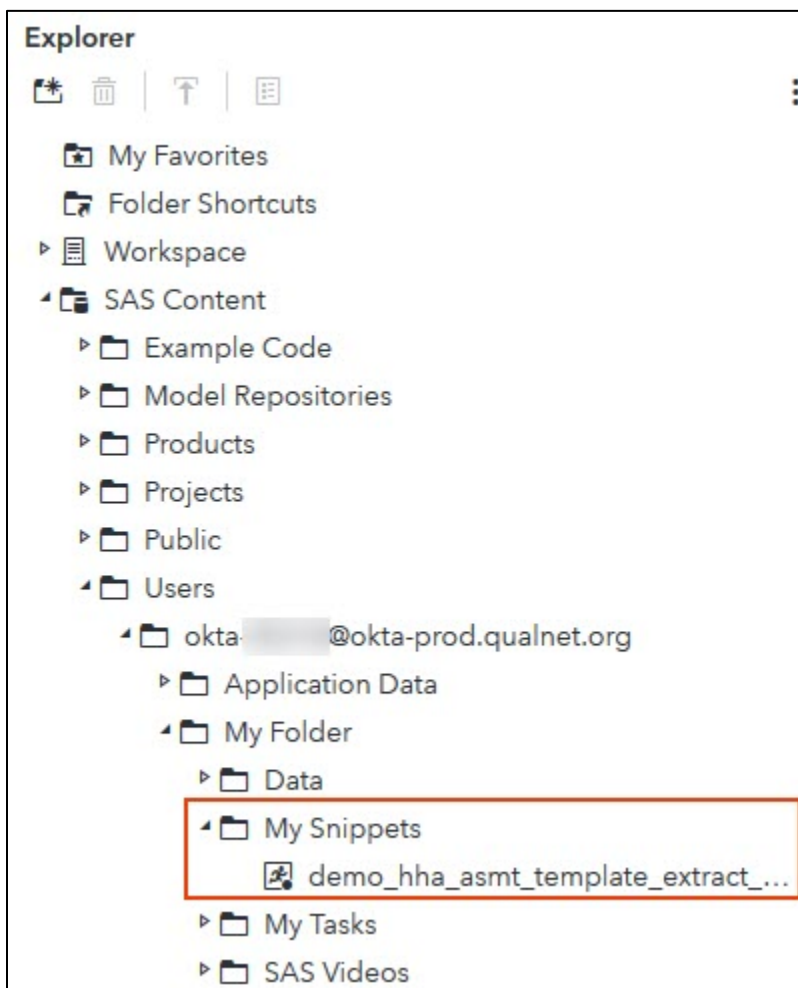 Explorer
My Favorites
Folder Shortcuts
Workspace
SAS Content
Example Code
Model Repositories
Products
Projects
Public
Users
okta- @okta-prod.qualnet.org
Application Data
My Folder
Data
My Snippets
demo_hha_asmt_template_extract_...
My Tasks
SAS Videos